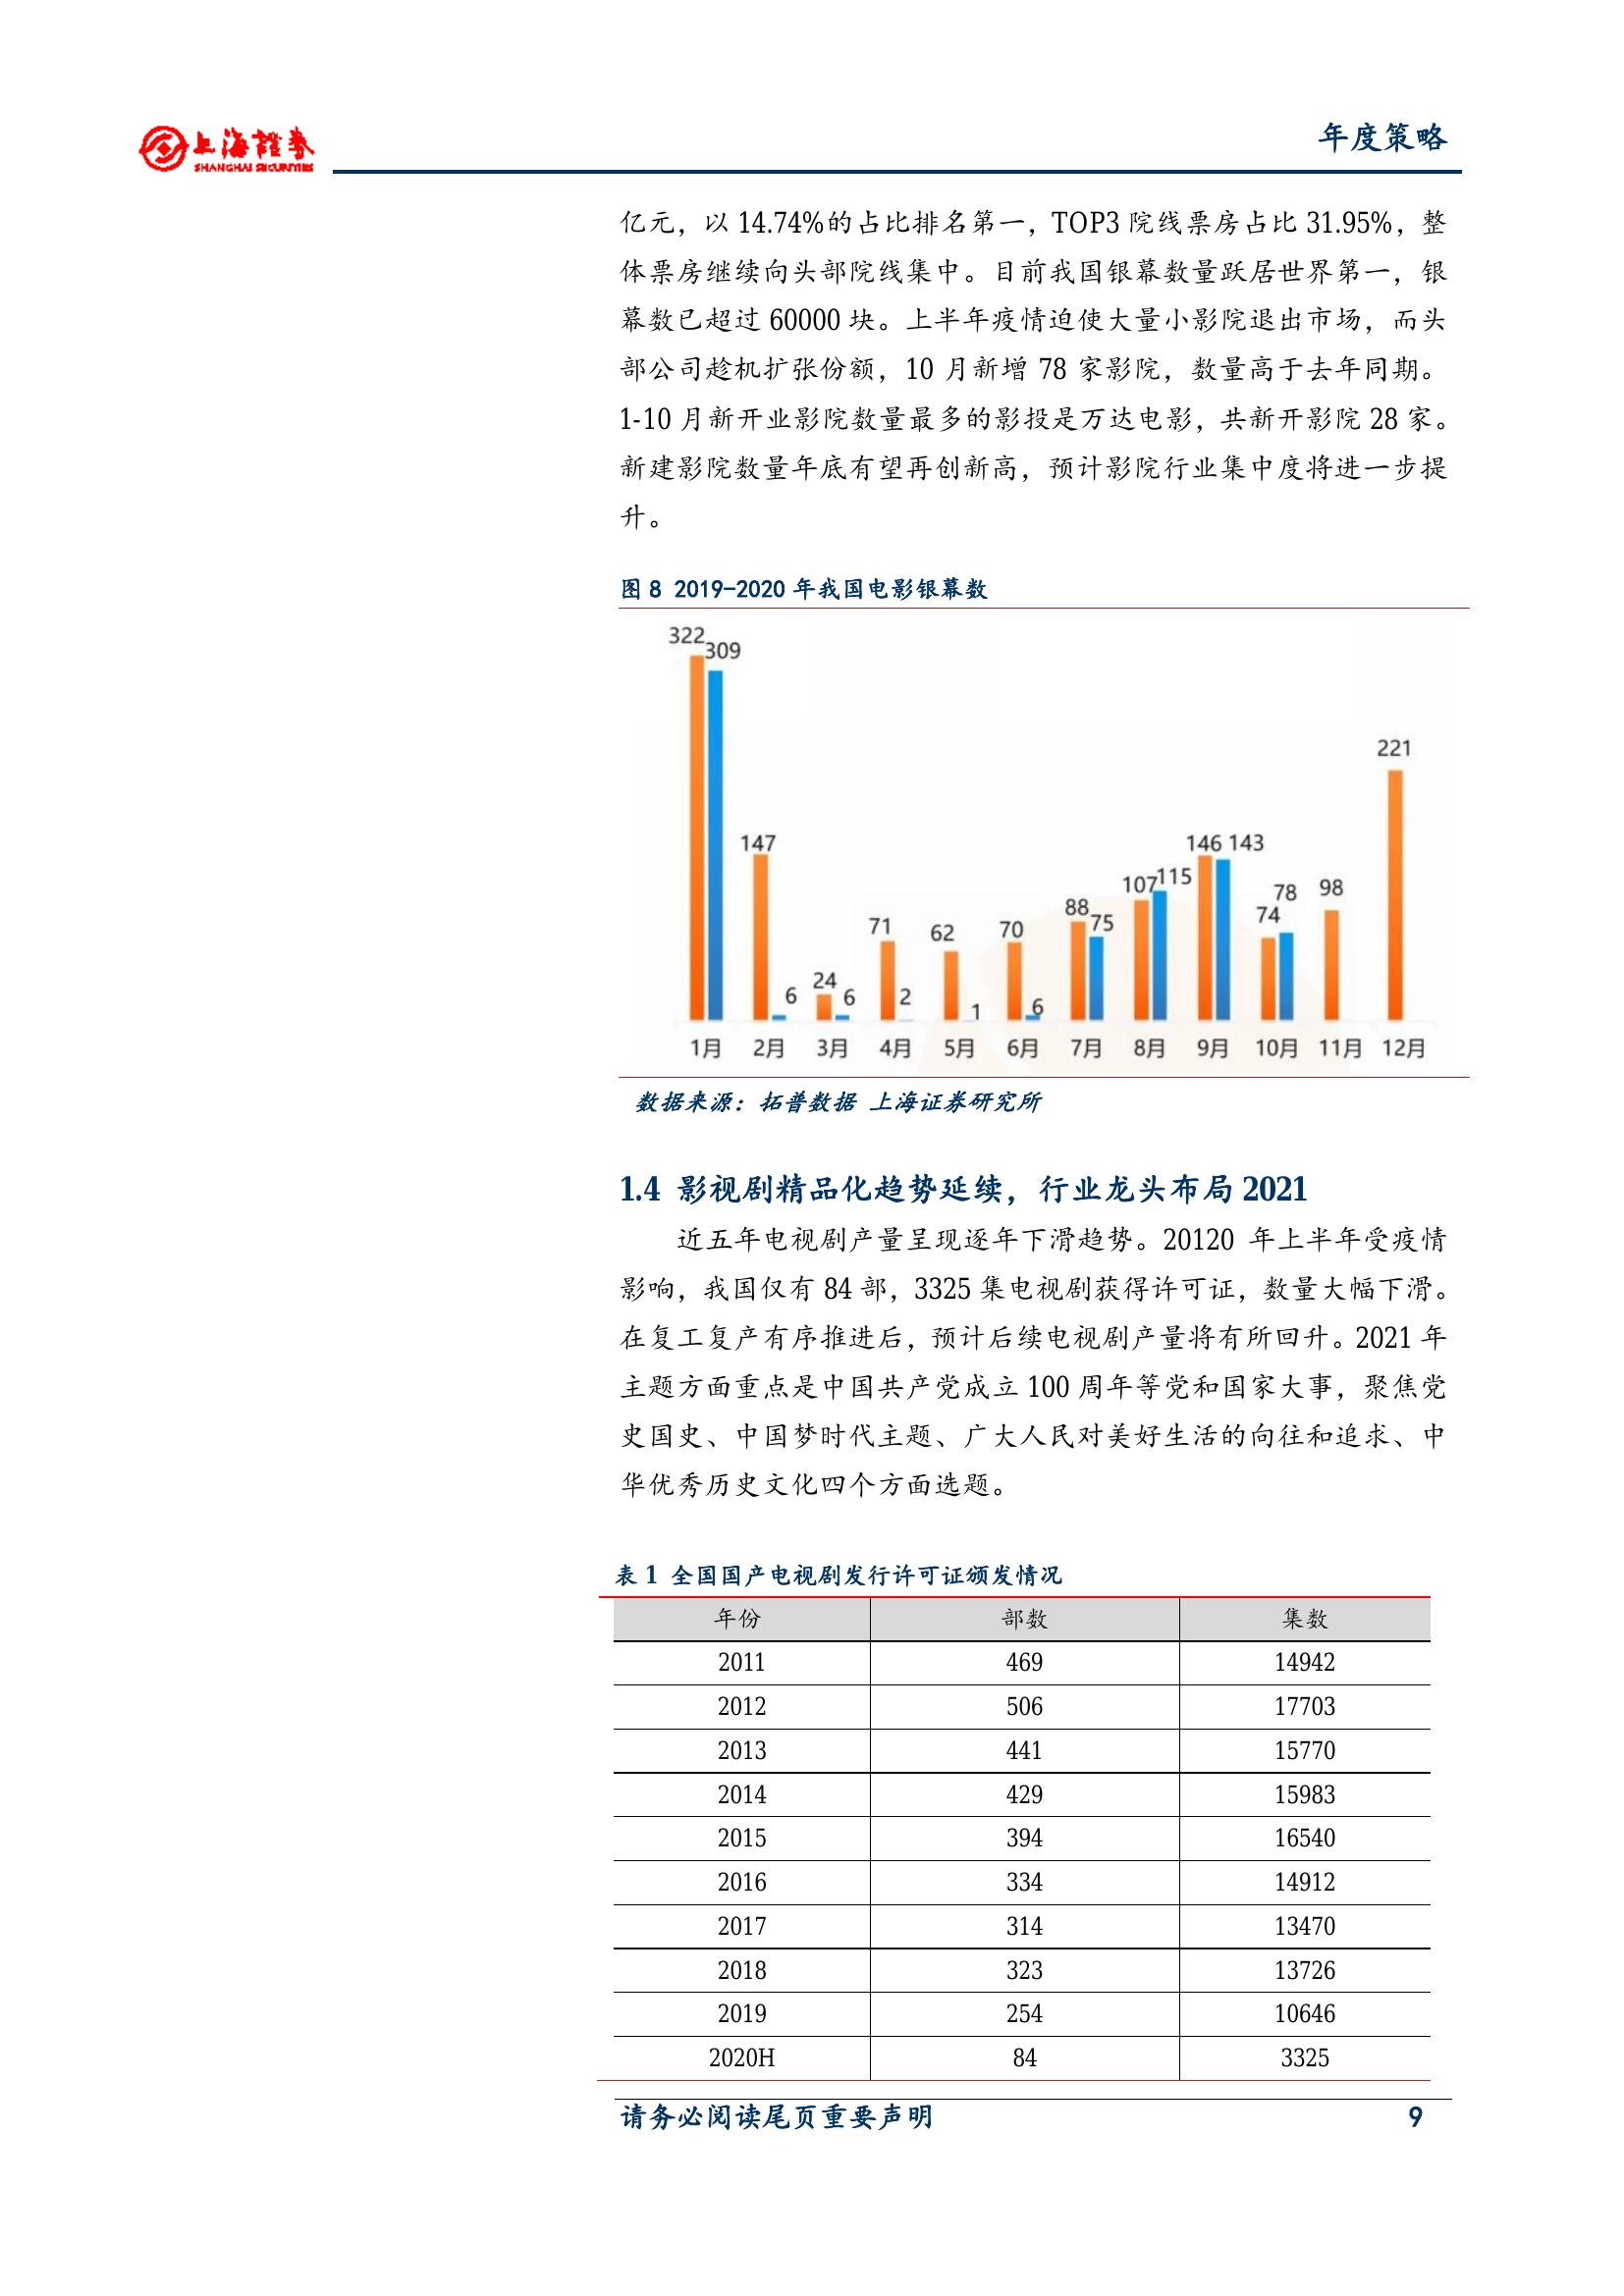 上海證券
SHANGHAI SECURITIES
年度策略
亿元，以 14.74%的占比排名第一，TOP3 院线票房占比 31.95%，整
体票房继续向头部院线集中。目前我国银幕数量跃居世界第一，银
幕数已超过 60000 块。上半年疫情迫使大量小影院退出市场，而头
部公司趁机扩张份额，10 月新增 78 家影院，数量高于去年同期。
1-10 月新开业影院数量最多的影投是万达电影，共新开影院 28 家。
新建影院数量年底有望再创新高，预计影院行业集中度将进一步提
升。
图 8 2019-2020 年我国电影银幕数
322 309
147 6
24 6
71 2
62 1
70 6
88 75
107 115
146 143
74 78
98
221
1月 2月 3月 4月 5月 6月 7月 8月 9月 10月 11月 12月
数据来源：拓普数据 上海证券研究所
1.4 影视剧精品化趋势延续，行业龙头布局 2021
近五年电视剧产量呈现逐年下滑趋势。20120 年上半年受疫情
影响，我国仅有 84 部，3325 集电视剧获得许可证，数量大幅下滑。
在复工复产有序推进后，预计后续电视剧产量将有所回升。2021 年
主题方面重点是中国共产党成立 100 周年等党和国家大事，聚焦党
史国史、中国梦时代主题、广大人民对美好生活的向往和追求、中
华优秀历史文化四个方面选题。
表 1 全国国产电视剧发行许可证颁发情况
年份 部数 集数
2011 469 14942
2012 506 17703
2013 441 15770
2014 429 15983
2015 394 16540
2016 334 14912
2017 314 13470
2018 323 13726
2019 254 10646
2020H 84 3325
请务必阅读尾页重要声明 9